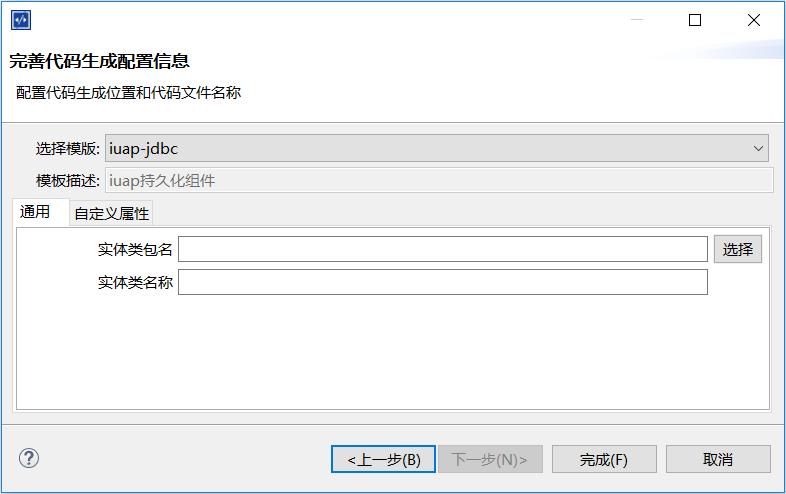 完善代码生成配置信息
配置代码生成位置和代码文件名称
选择模版: iuap-jdbc
模板描述: iuap持久化组件
通用 自定义属性
实体类包名 选择
实体类名称
<上一步(B) 下一步(N)> 完成(F) 取消